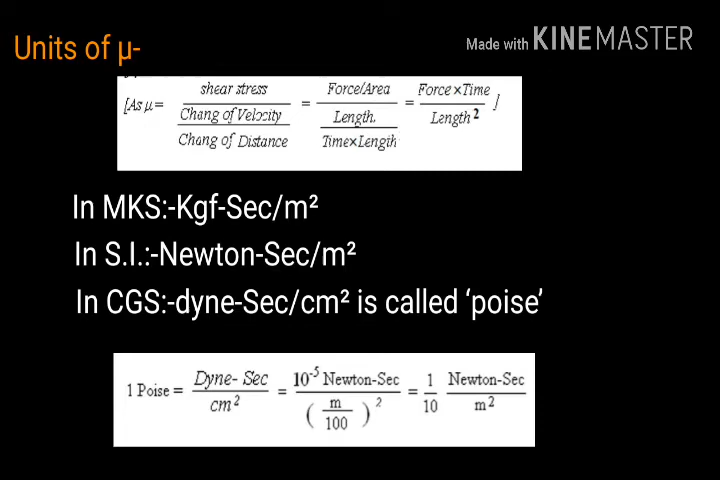 Units of μ-
Made with KINEMASTER
[As μ = shear stress / Chang of Velocity / Chang of Distance = Force/Area / Length. / Time×Length = Force×Time / Length² ]
In MKS:-Kgf-Sec/m²
In S.I.:-Newton-Sec/m²
In CGS:-dyne-Sec/cm² is called ‘poise’
1 Poise = Dyne- Sec / cm² = 10⁻⁵ Newton-Sec / ( m / 100 )² = 1 / 10 Newton-Sec / m²